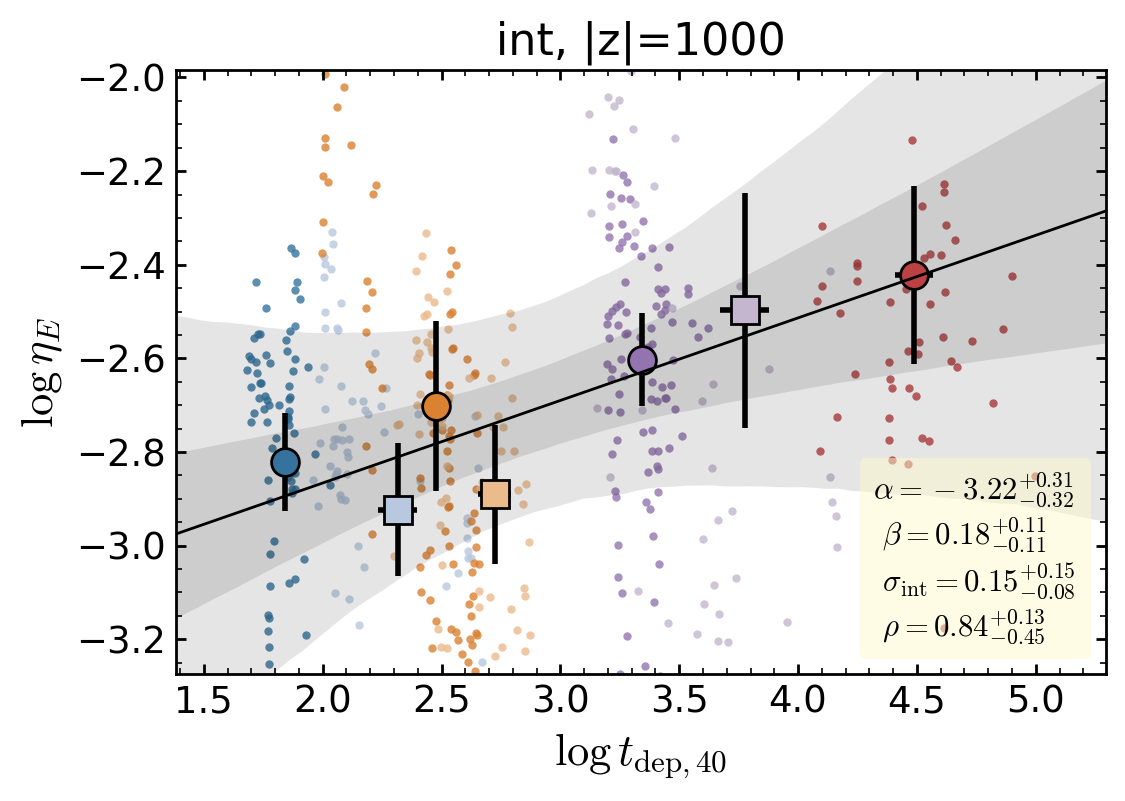 int, |z|=1000
−2.0
−2.2
−2.4
−2.6
−2.8
−3.0
−3.2
log η_E
α = −3.22^{+0.31}_{−0.32}
β = 0.18^{+0.11}_{−0.11}
σ_int = 0.15^{+0.15}_{−0.08}
ρ = 0.84^{+0.13}_{−0.45}
1.5 2.0 2.5 3.0 3.5 4.0 4.5 5.0
log t_{dep, 40}